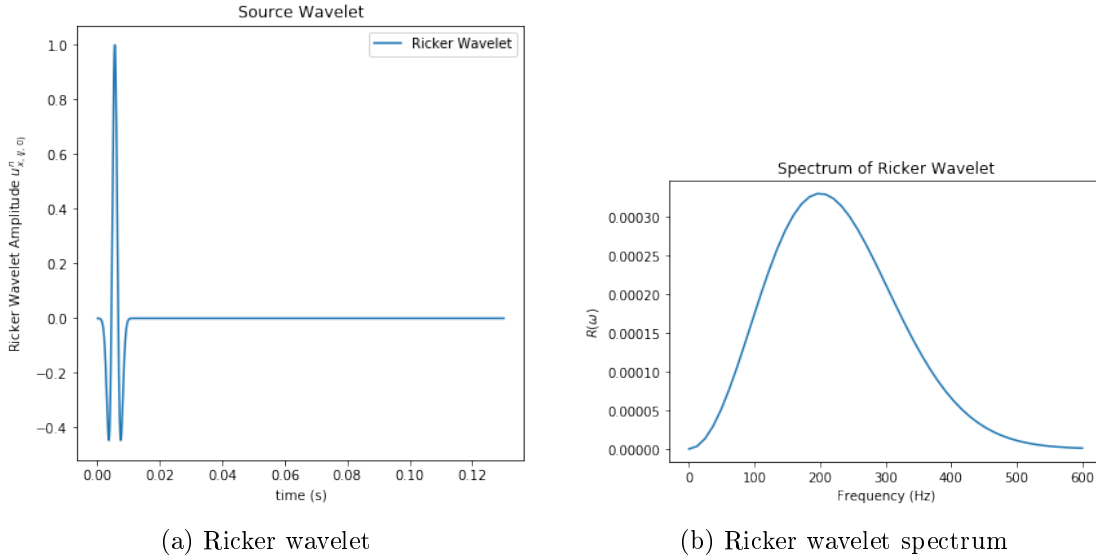 Source Wavelet
Ricker Wavelet
1.0
0.8
0.6
0.4
0.2
0.0
−0.2
−0.4
Ricker Wavelet Amplitude
0.00 0.02 0.04 0.06 0.08 0.10 0.12
time (s)
(a) Ricker wavelet
Spectrum of Ricker Wavelet
0.00030
0.00025
0.00020
0.00015
0.00010
0.00005
0.00000
R(ω)
0 100 200 300 400 500 600
Frequency (Hz)
(b) Ricker wavelet spectrum